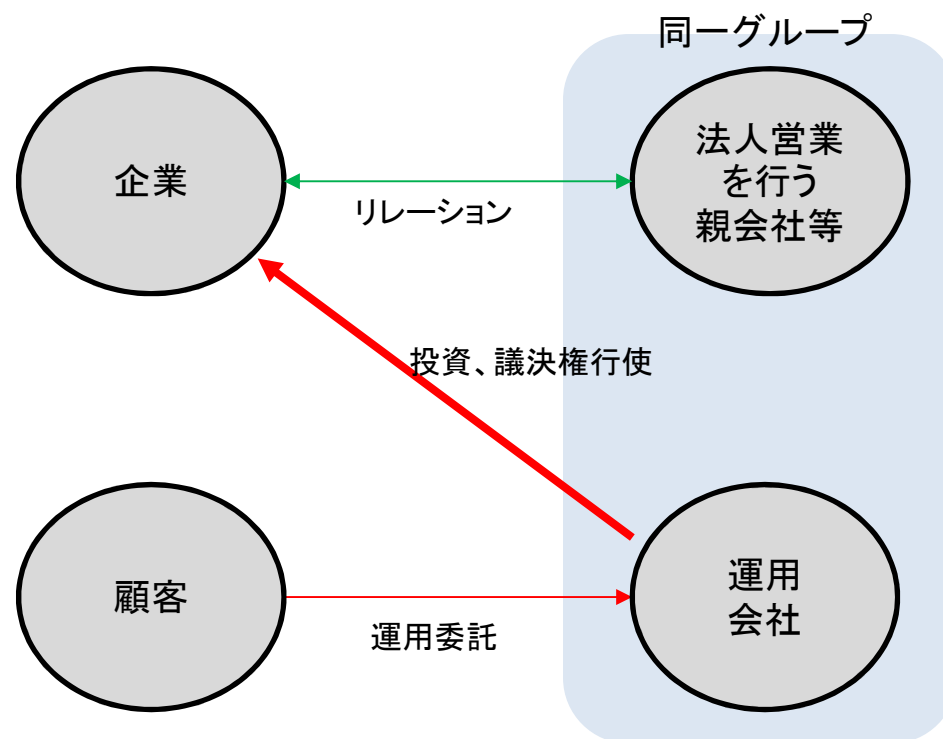 同一グループ
企業
法人営業
を行う
親会社等
リレーション
投資、議決権行使
顧客
運用
会社
運用委託